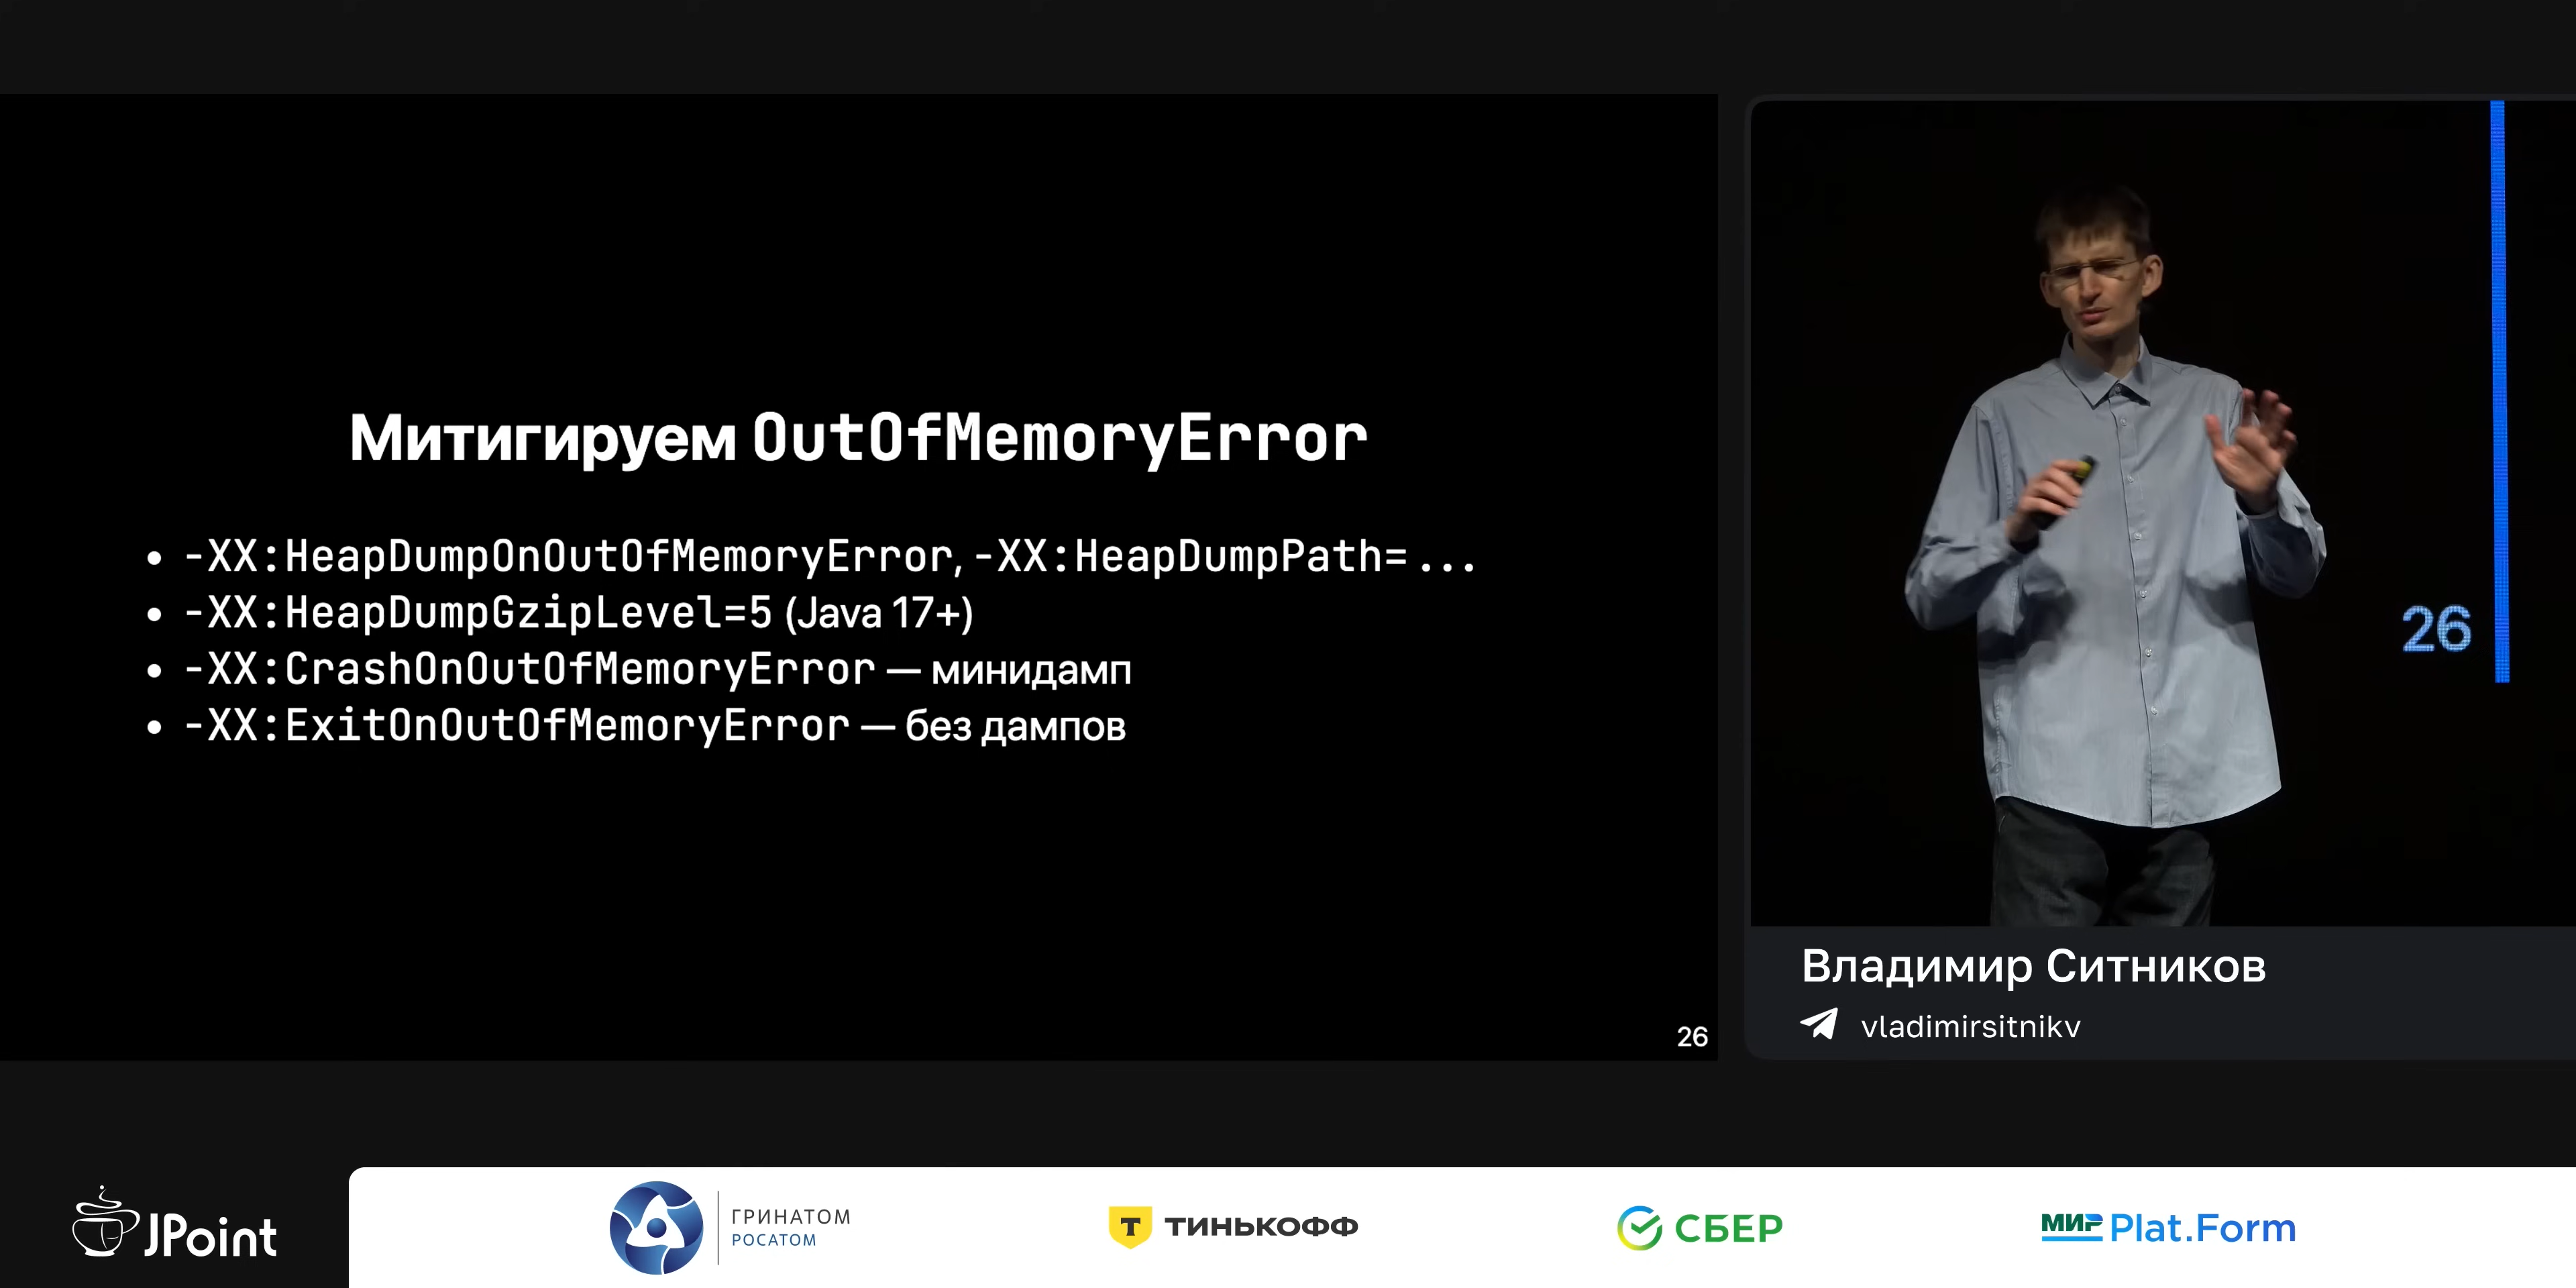 Митигируем OutOfMemoryError
• -XX:HeapDumpOnOutOfMemoryError, -XX:HeapDumpPath=...
• -XX:HeapDumpGzipLevel=5 (Java 17+)
• -XX:CrashOnOutOfMemoryError — минидамп
• -XX:ExitOnOutOfMemoryError — без дампов
26
26
Владимир Ситников
vladimirsitnikv
JPoint
ГРИНАТОМ
РОСАТОМ
Т ТИНЬКОФФ
СБЕР
МИР Plat.Form